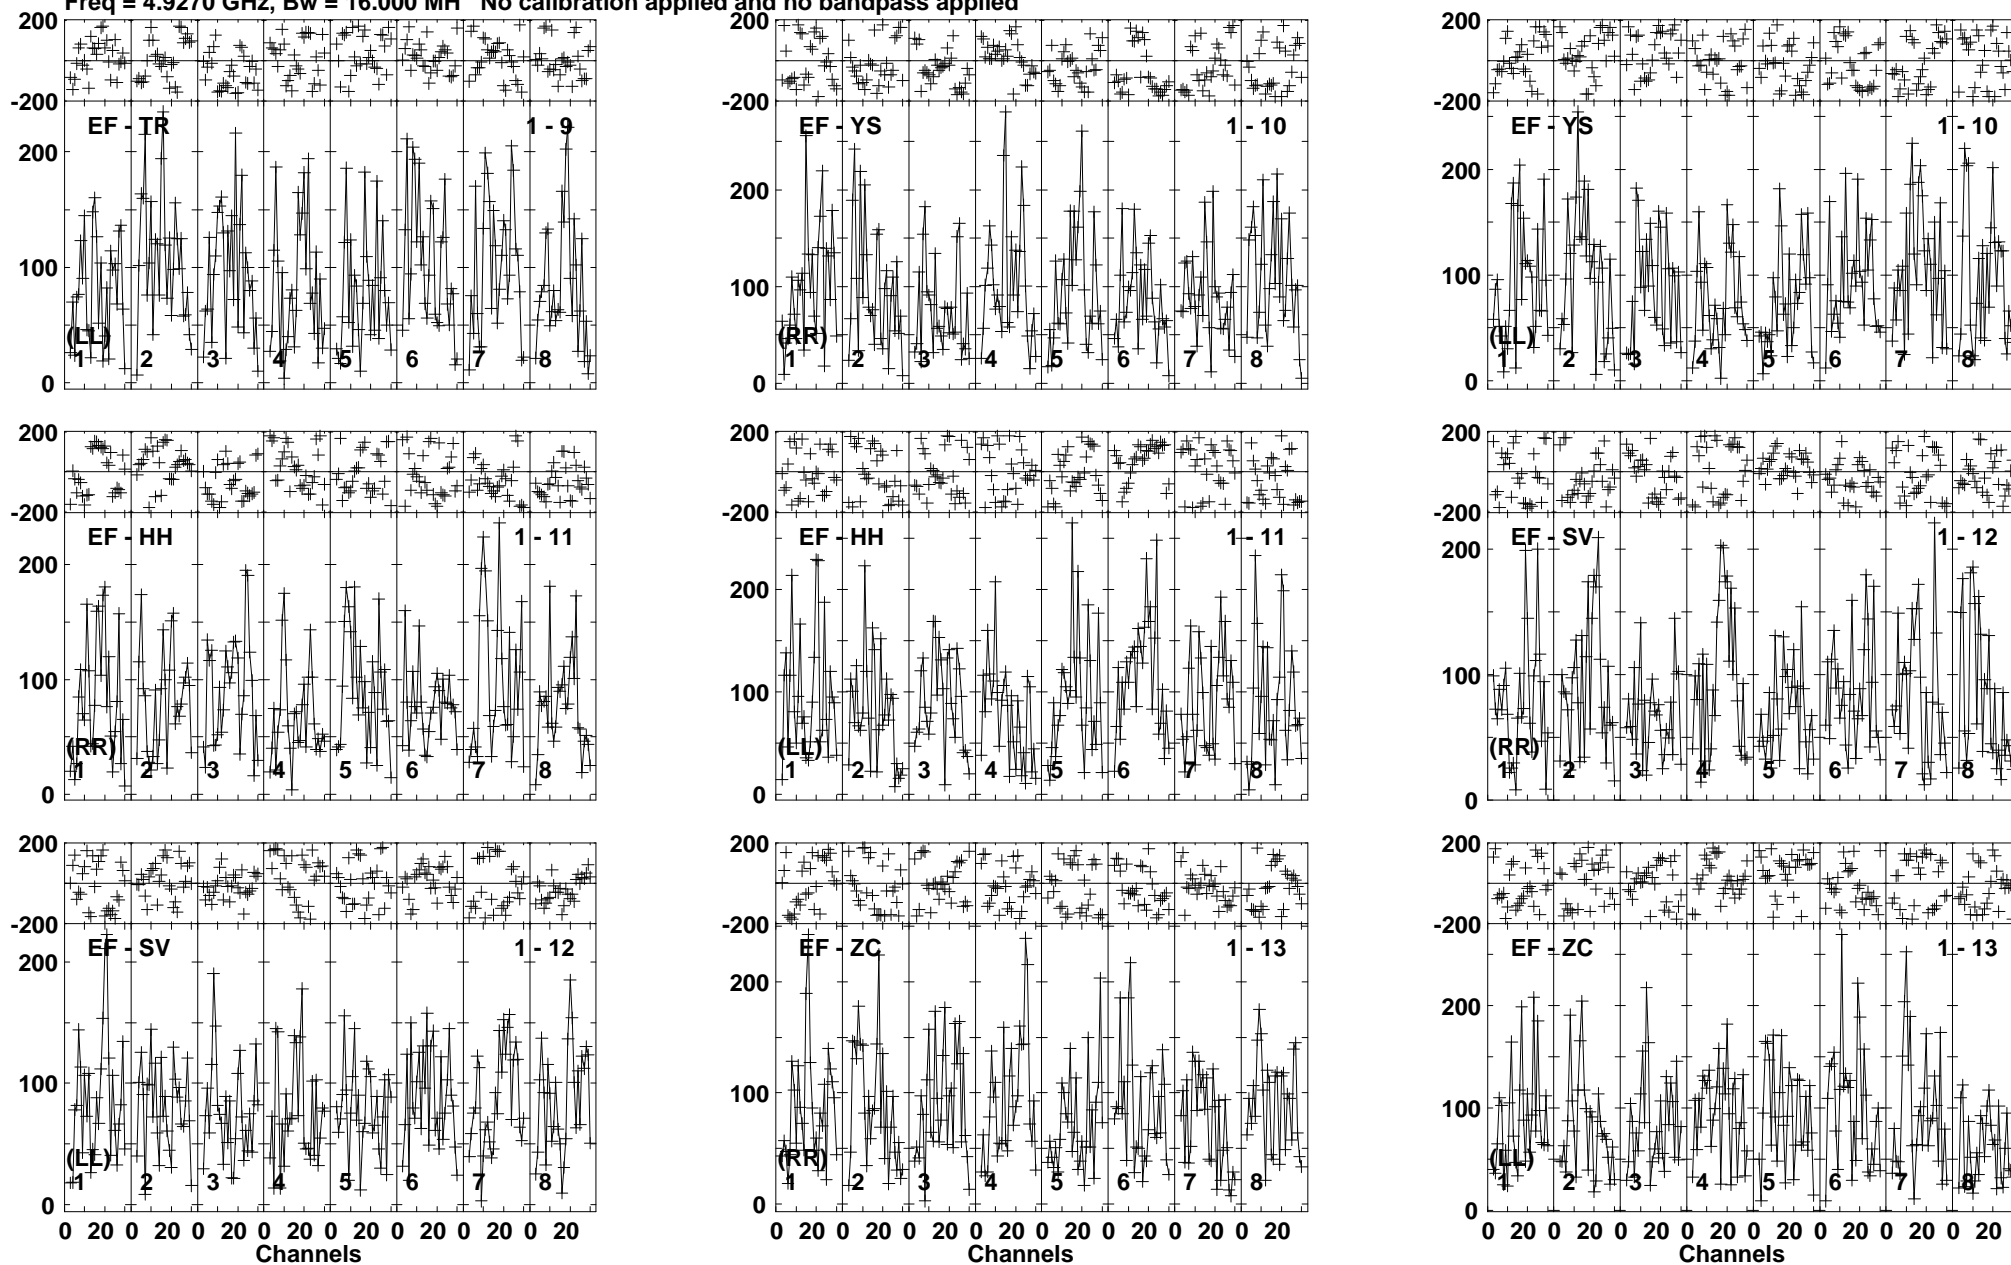 Freq = 4.9270 GHz, Bw = 16.000 MH No calibration applied and no bandpass applied
200 200 200
-200 -200 -200
EF - TR 1 - 9 EF - YS 1 - 10 EF - YS 1 - 10
200 200 200
100 100 100
(LL) (RR) (LL)
1 2 3 4 5 6 7 8 1 2 3 4 5 6 7 8 1 2 3 4 5 6 7 8
0 0 0
200 200 200
-200 -200 -200
EF - HH 1 - 11 EF - HH 1 - 11 EF - SV 1 - 12
200 200 200
100 100 100
(RR) (LL) (RR)
1 2 3 4 5 6 7 8 1 2 3 4 5 6 7 8 1 2 3 4 5 6 7 8
0 0 0
200 200 200
-200 -200 -200
EF - SV 1 - 12 EF - ZC 1 - 13 EF - ZC 1 - 13
200 200 200
100 100 100
(LL) (RR) (LL)
1 2 3 4 5 6 7 8 1 2 3 4 5 6 7 8 1 2 3 4 5 6 7 8
0 0 0
0 20 0 20 0 20 0 20 0 20 0 20 0 20 0 20 0 20 0 20 0 20 0 20 0 20 0 20 0 20 0 20 0 20 0 20 0 20 0 20 0 20 0 20 0 20 0 20
Channels Channels Channels